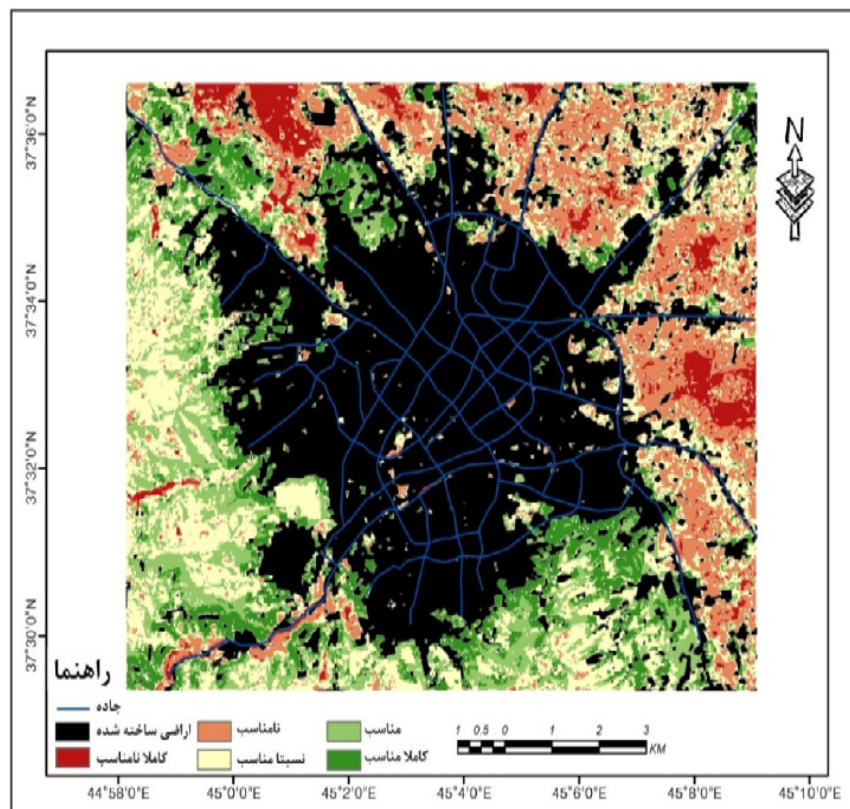 N
37°36'0"N
37°34'0"N
37°32'0"N
37°30'0"N
راهنما
جاده
اراضی ساخته شده
نامناسب
مناسب
کاملا نامناسب
نسبتا مناسب
کاملا مناسب
1 0.5 0 1 2 3
KM
44°58'0"E 45°0'0"E 45°2'0"E 45°4'0"E 45°6'0"E 45°8'0"E 45°10'0"E